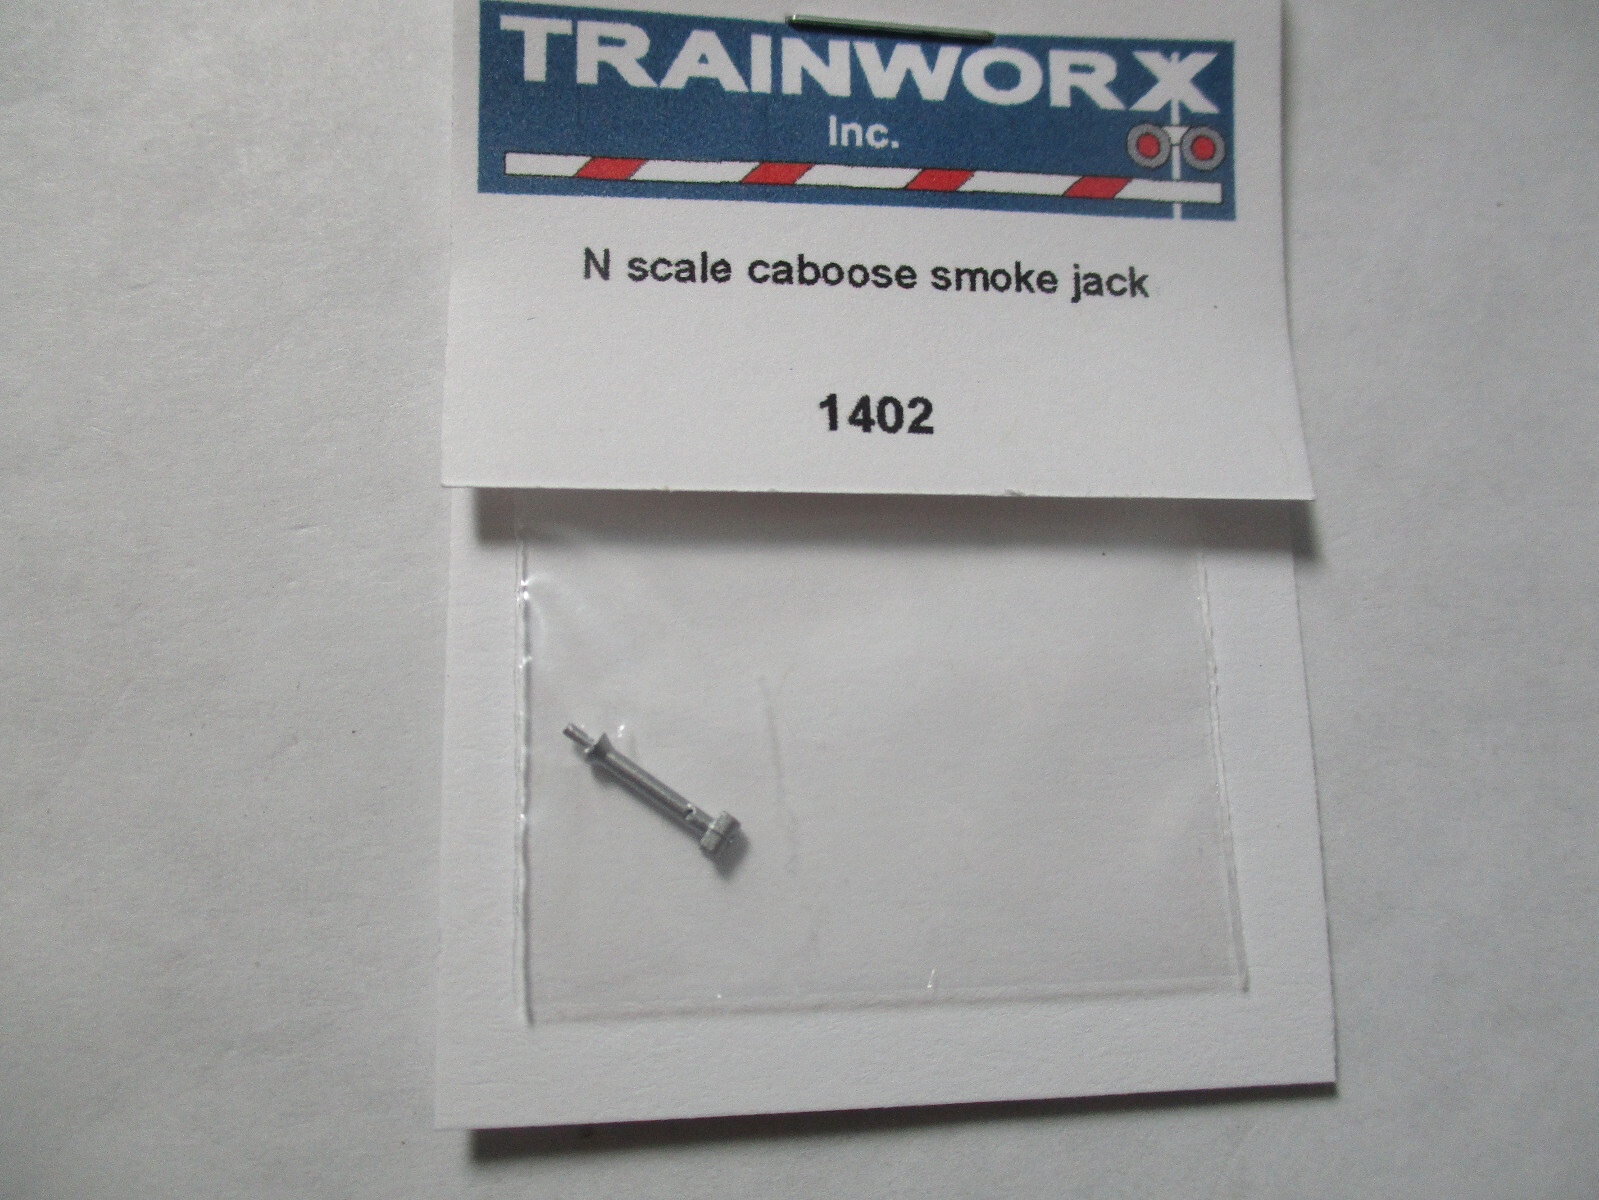 TRAINWORX
Inc.
N scale caboose smoke jack
1402